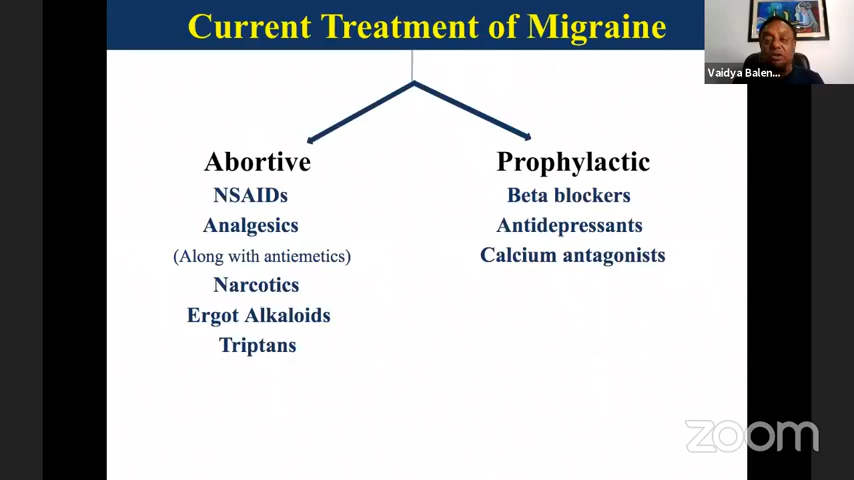 Current Treatment of Migraine
Vaidya Balen...
Abortive
NSAIDs
Analgesics
(Along with antiemetics)
Narcotics
Ergot Alkaloids
Triptans
Prophylactic
Beta blockers
Antidepressants
Calcium antagonists
zoom